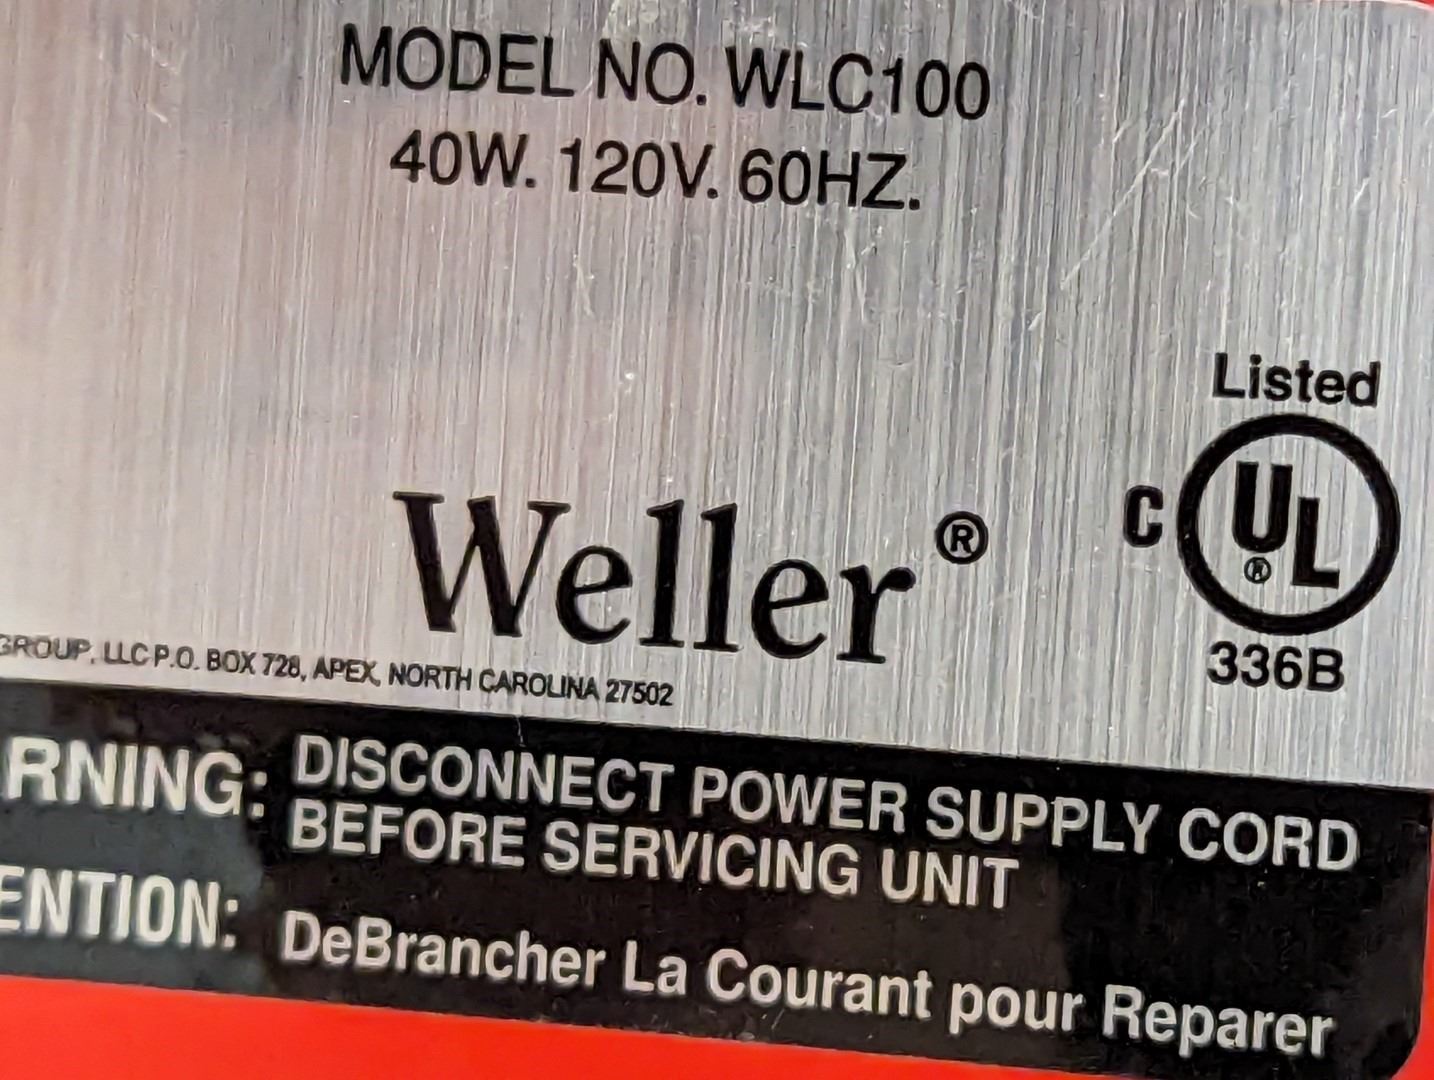 MODEL NO. WLC100
40W. 120V. 60HZ.
Listed
Weller®
C UL®
336B
GROUP, LLC P.O. BOX 728, APEX, NORTH CAROLINA 27502
RNING: DISCONNECT POWER SUPPLY CORD
BEFORE SERVICING UNIT
ENTION: DeBrancher La Courant pour Reparer